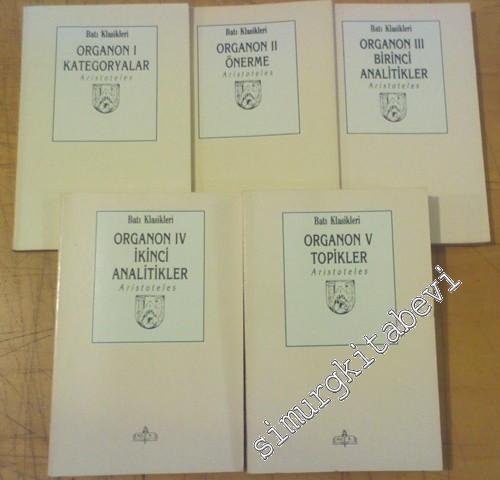 Batı Klasikleri
ORGANON I
KATEGORYALAR
Aristoteles
Batı Klasikleri
ORGANON II
ÖNERME
Aristoteles
Batı Klasikleri
ORGANON III
BİRİNCİ
ANALİTİKLER
Aristoteles
Batı Klasikleri
ORGANON IV
İKİNCİ
ANALİTİKLER
Aristoteles
Batı Klasikleri
ORGANON V
TOPİKLER
Aristoteles
simurgkitabevi.com